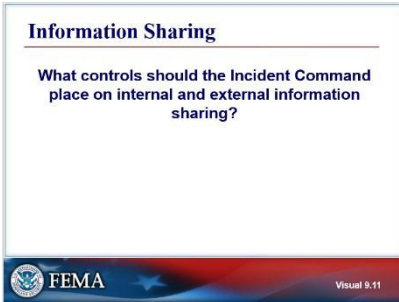 Information Sharing
What controls should the Incident Command
place on internal and external information
sharing?
FEMA
Visual 9.11